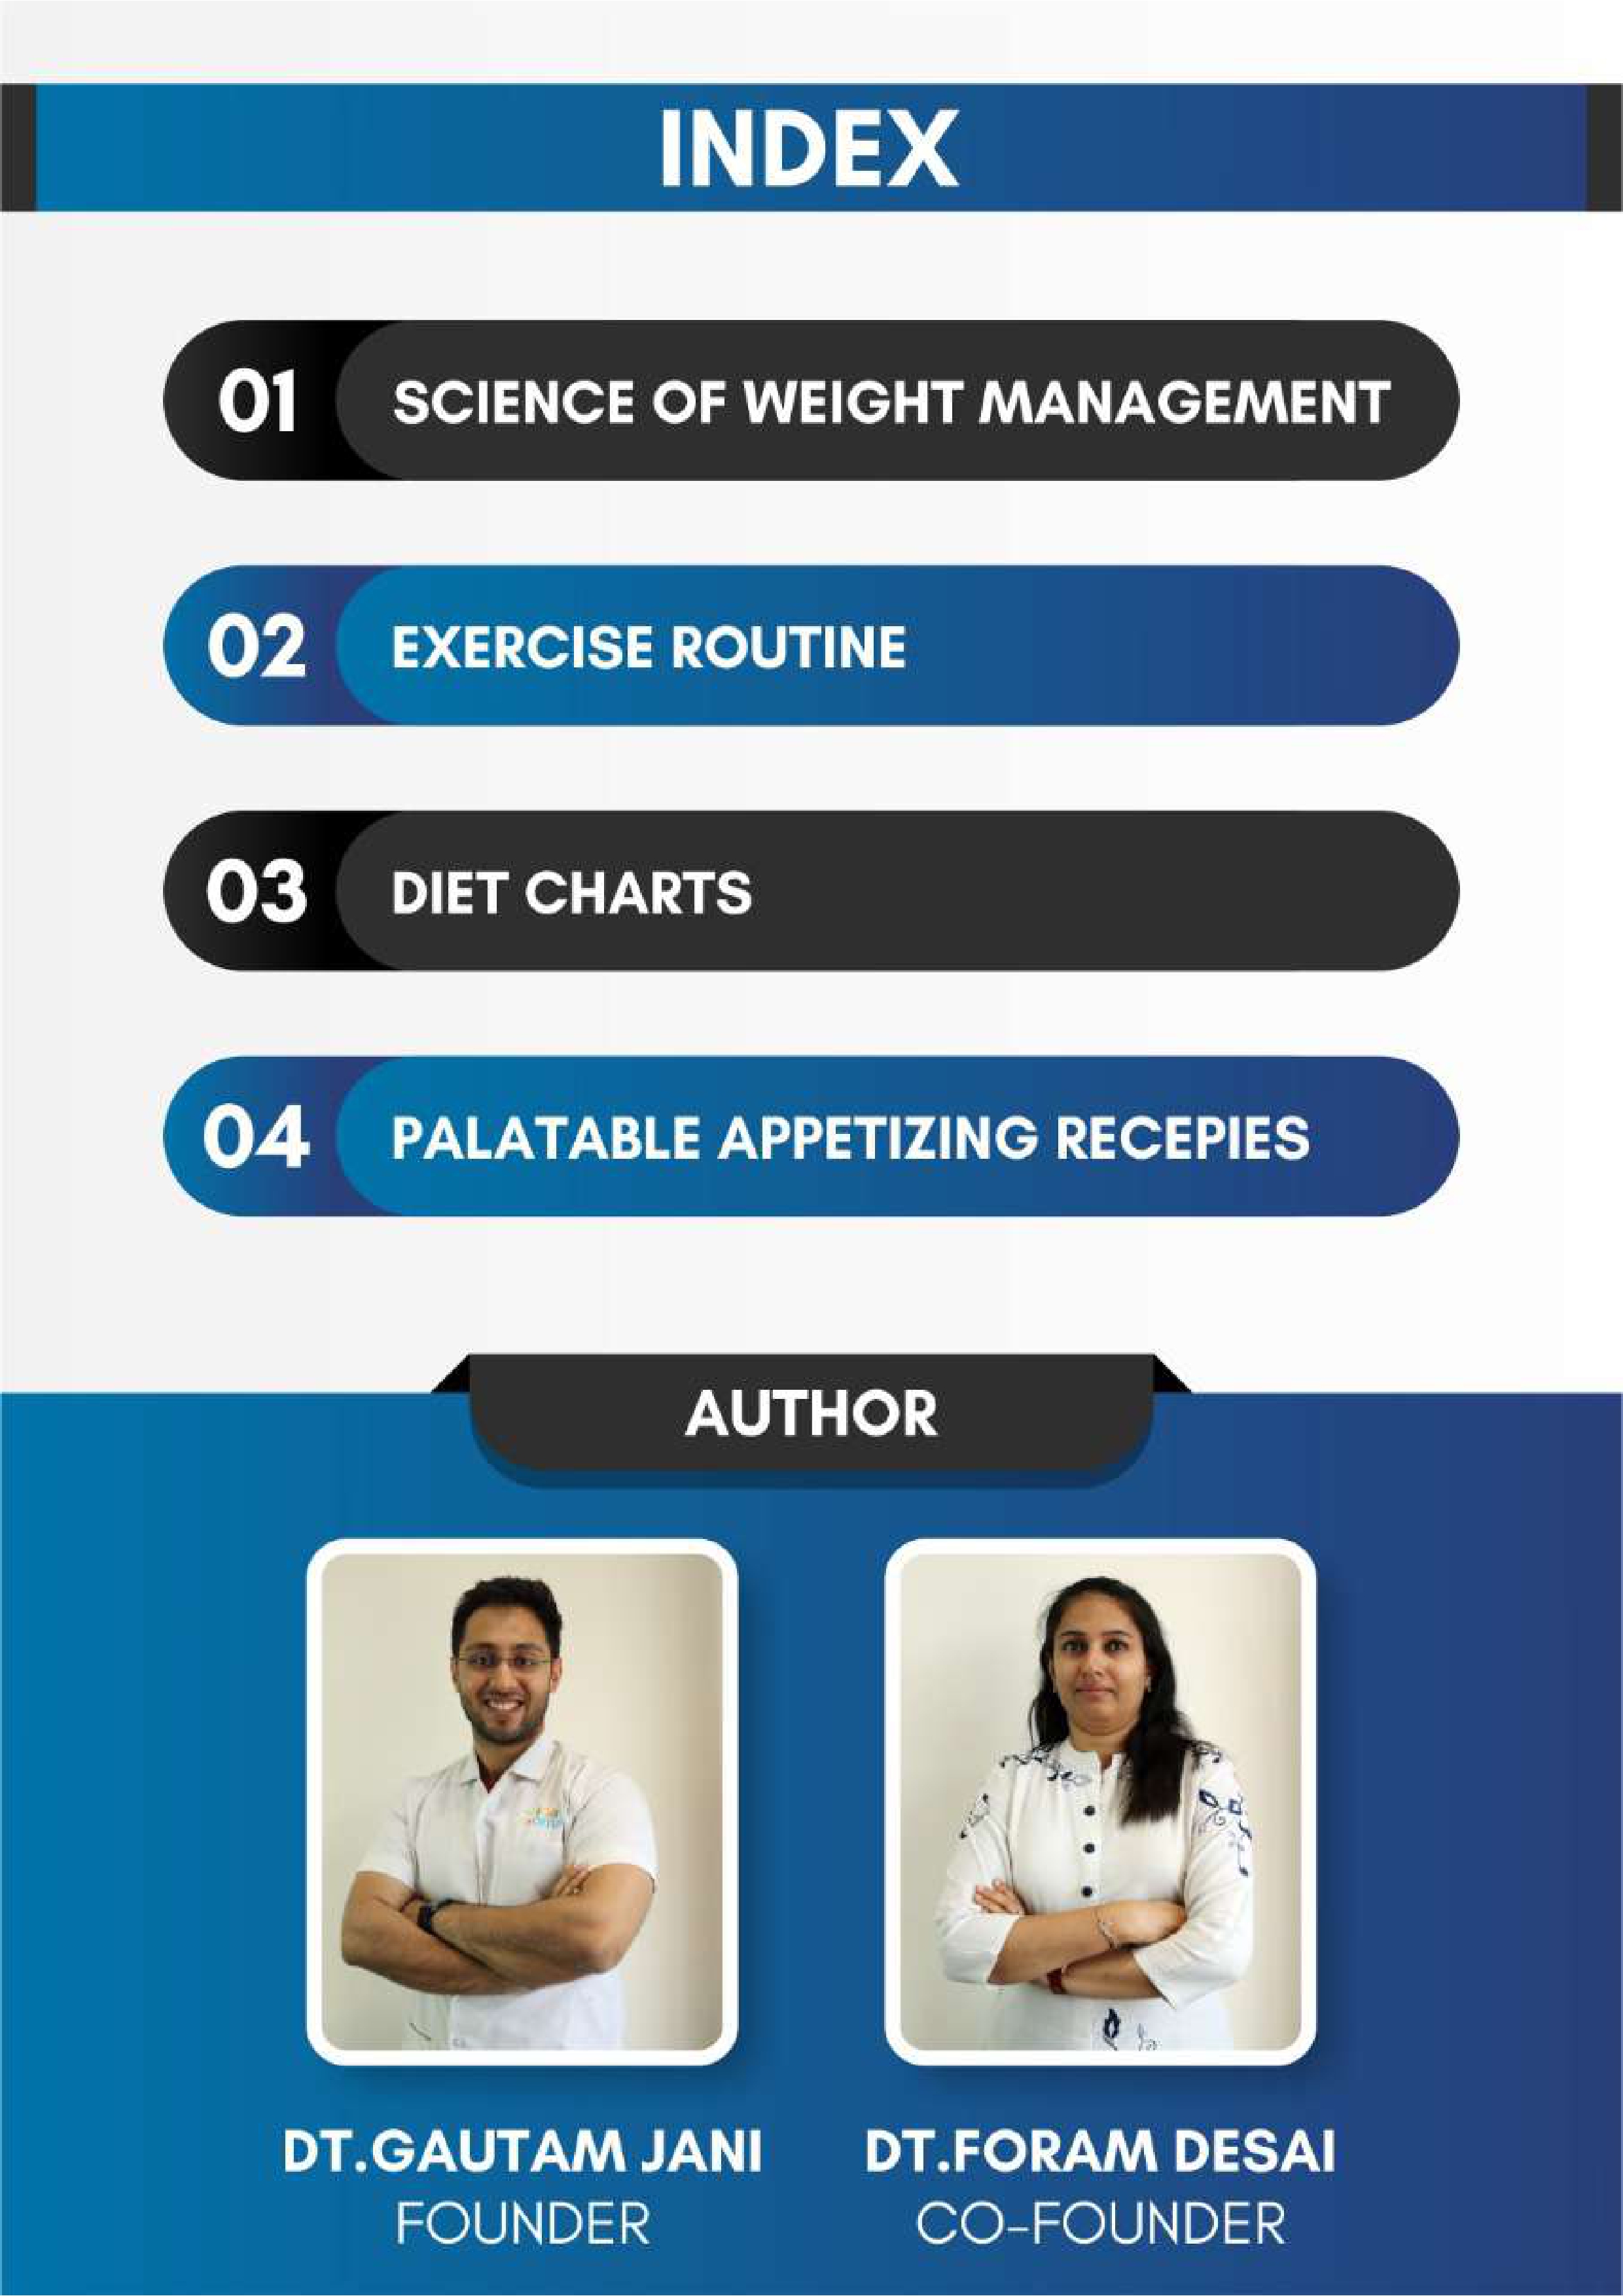 INDEX
01 SCIENCE OF WEIGHT MANAGEMENT
02 EXERCISE ROUTINE
03 DIET CHARTS
04 PALATABLE APPETIZING RECEPIES
AUTHOR
DT.GAUTAM JANI
FOUNDER
DT.FORAM DESAI
CO-FOUNDER